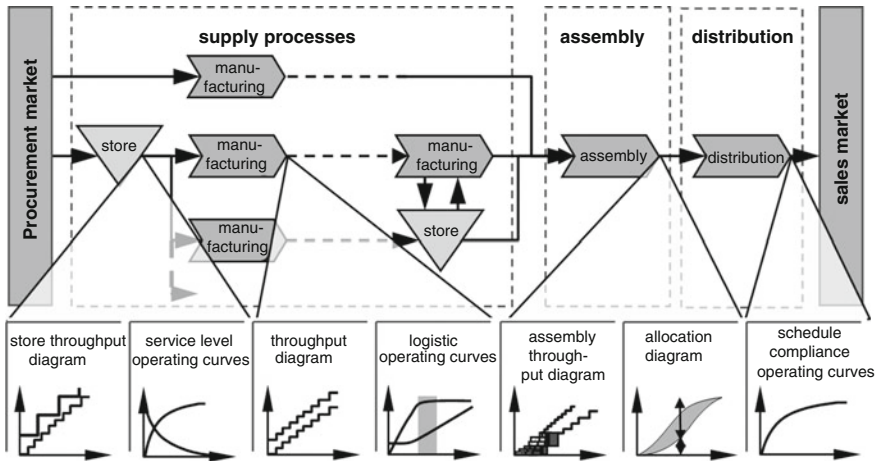 supply processes
assembly
distribution
Procurement market
manu-
facturing
store
manu-
facturing
manu-
facturing
assembly
distribution
sales market
manu-
facturing
store
store throughput
diagram
service level
operating curves
throughput
diagram
logistic
operating curves
assembly
through-
put diagram
allocation
diagram
schedule
compliance
operating curves